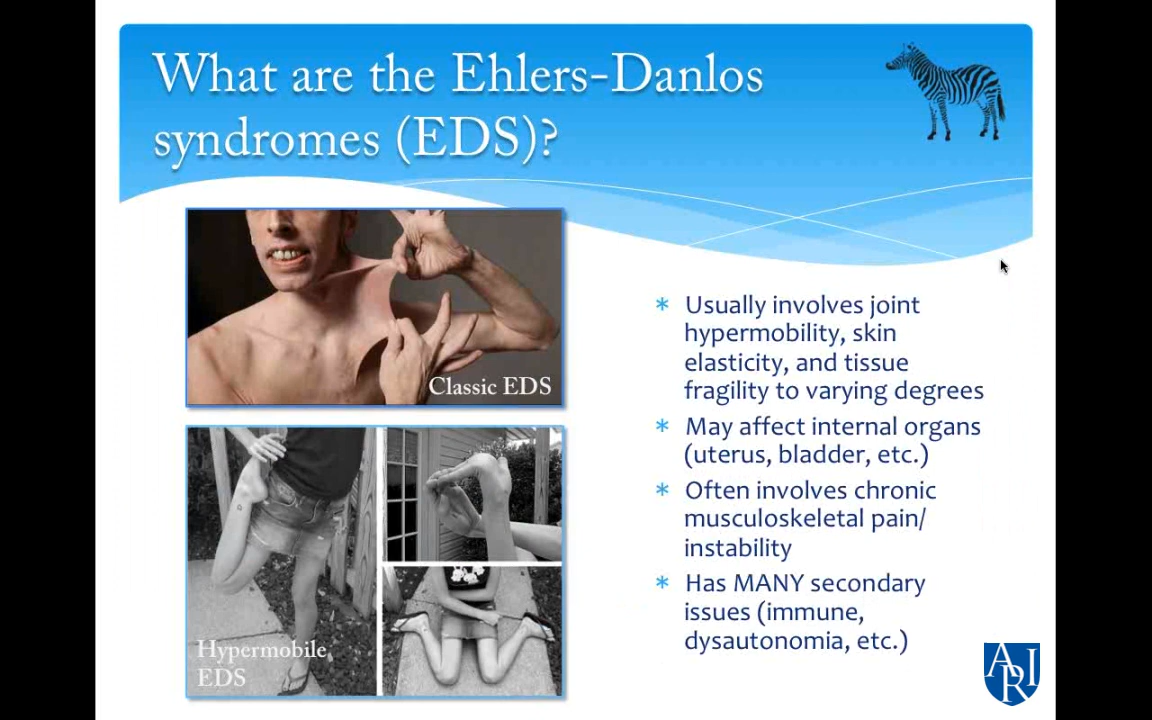 What are the Ehlers-Danlos
syndromes (EDS)?
Classic EDS
Hypermobile
EDS
* Usually involves joint
hypermobility, skin
elasticity, and tissue
fragility to varying degrees
* May affect internal organs
(uterus, bladder, etc.)
* Often involves chronic
musculoskeletal pain/
instability
* Has MANY secondary
issues (immune,
dysautonomia, etc.)
ARI